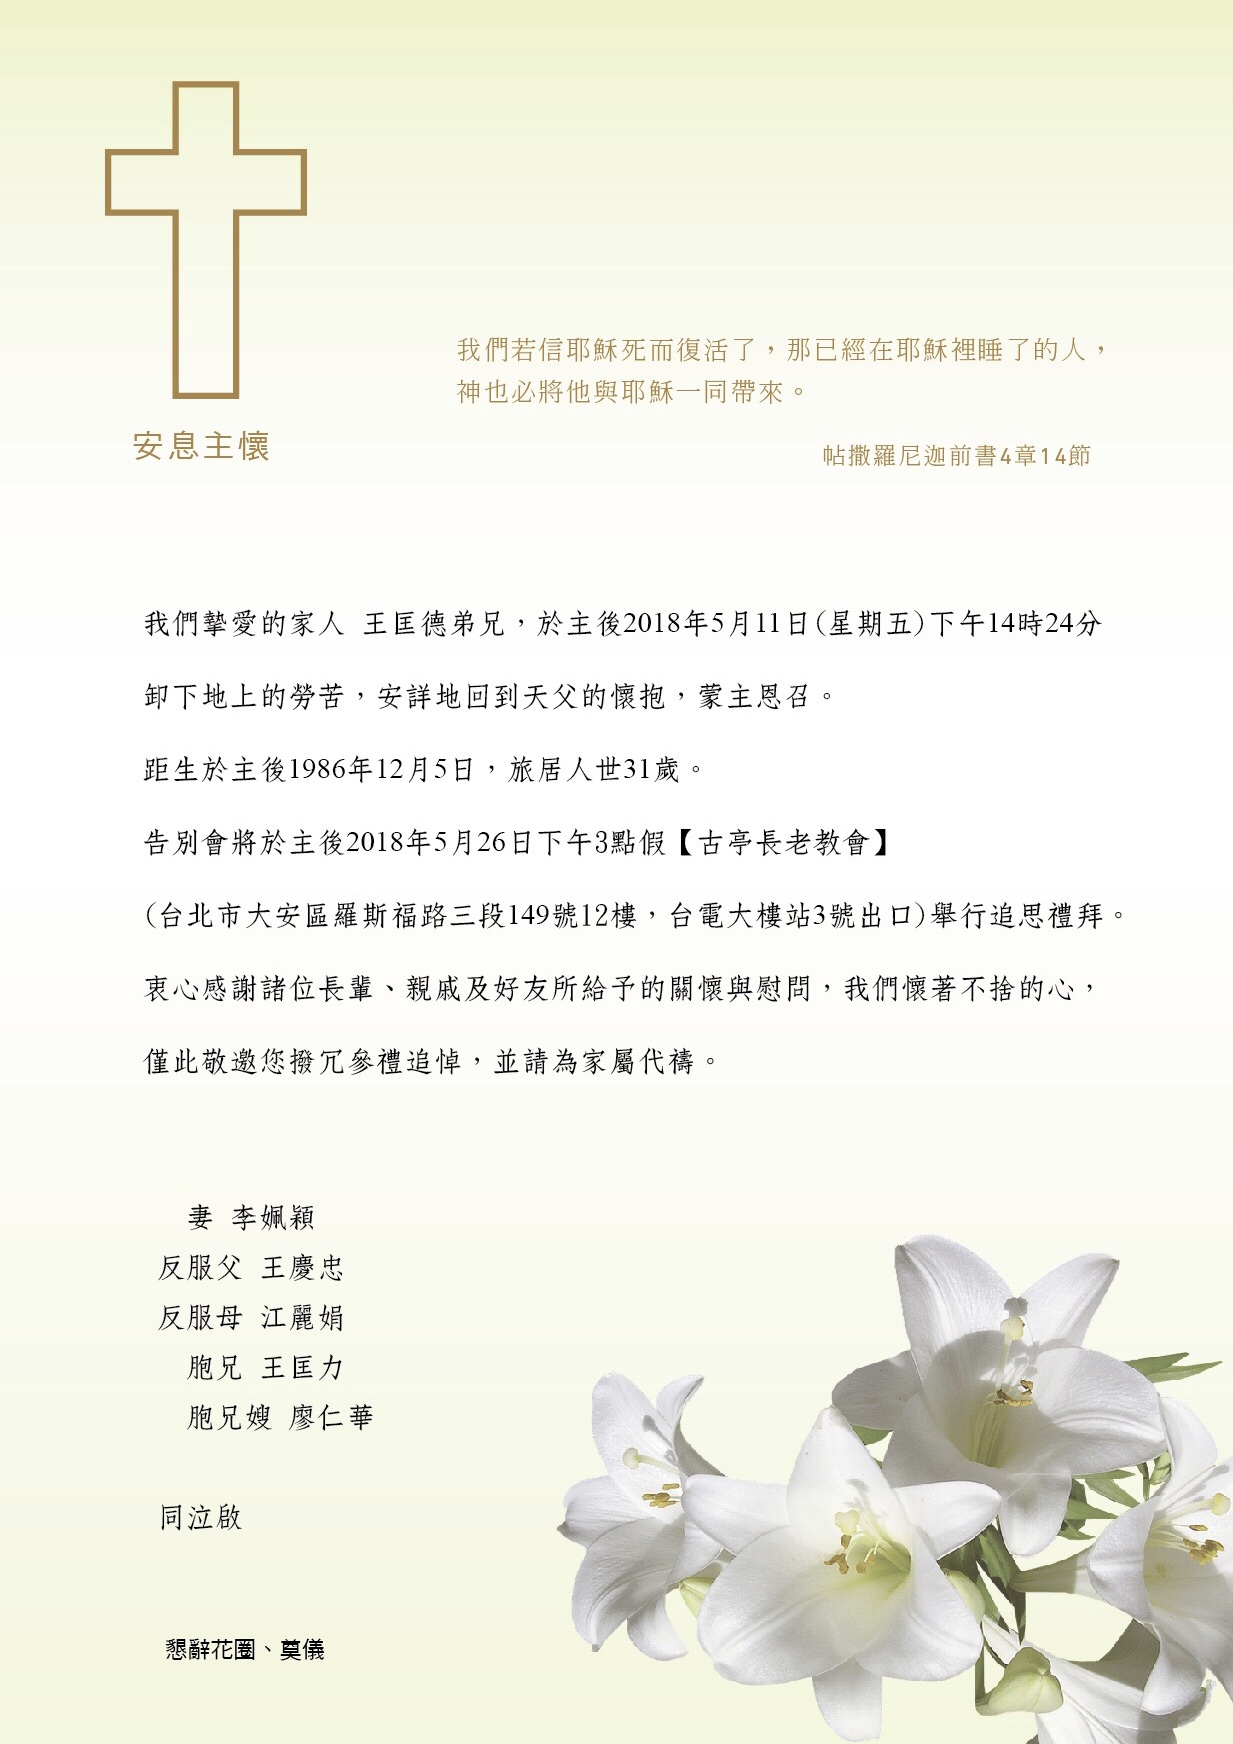 我們若信耶穌死而復活了，那已經在耶穌裡睡了的人，
神也必將他與耶穌一同帶來。
安息主懷
帖撒羅尼迦前書4章14節
我們摯愛的家人 王匡德弟兄，於主後2018年5月11日(星期五)下午14時24分
卸下地上的勞苦，安詳地回到天父的懷抱，蒙主恩召。
距生於主後1986年12月5日，旅居人世31歲。
告別會將於主後2018年5月26日下午3點假【古亭長老教會】
(台北市大安區羅斯福路三段149號12樓，台電大樓站3號出口)舉行追思禮拜。
衷心感謝諸位長輩、親戚及好友所給予的關懷與慰問，我們懷著不捨的心，
僅此敬邀您撥冗參禮追悼，並請為家屬代禱。
妻 李姵穎
反服父 王慶忠
反服母 江麗娟
胞兄 王匡力
胞兄嫂 廖仁華
同泣啟
懇辭花圈、奠儀